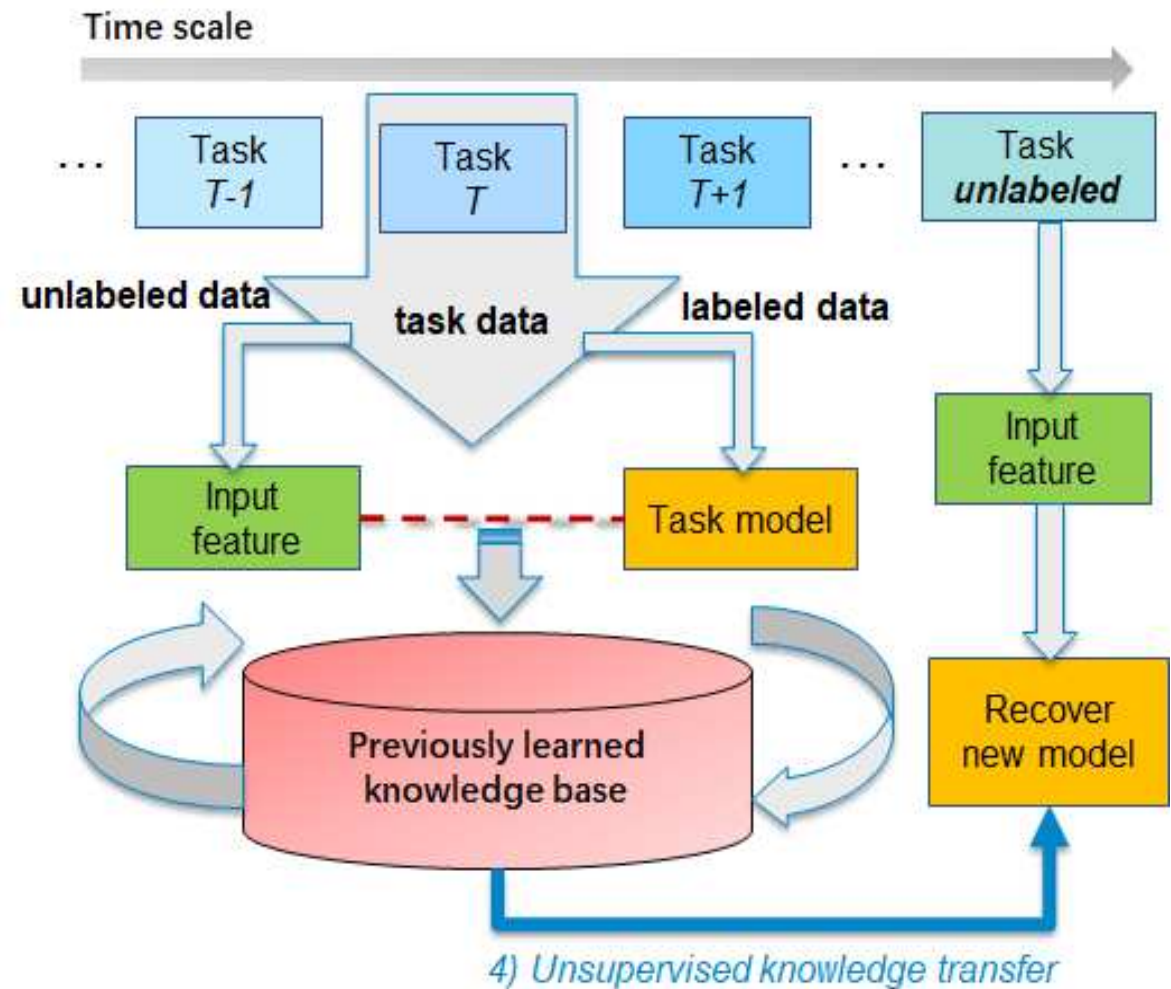 Time scale
...
Task
T-1
Task
T
Task
T+1
...
Task
unlabeled
unlabeled data
task data
labeled data
Input
feature
Task model
Input
feature
Previously learned
knowledge base
Recover
new model
4) Unsupervised knowledge transfer